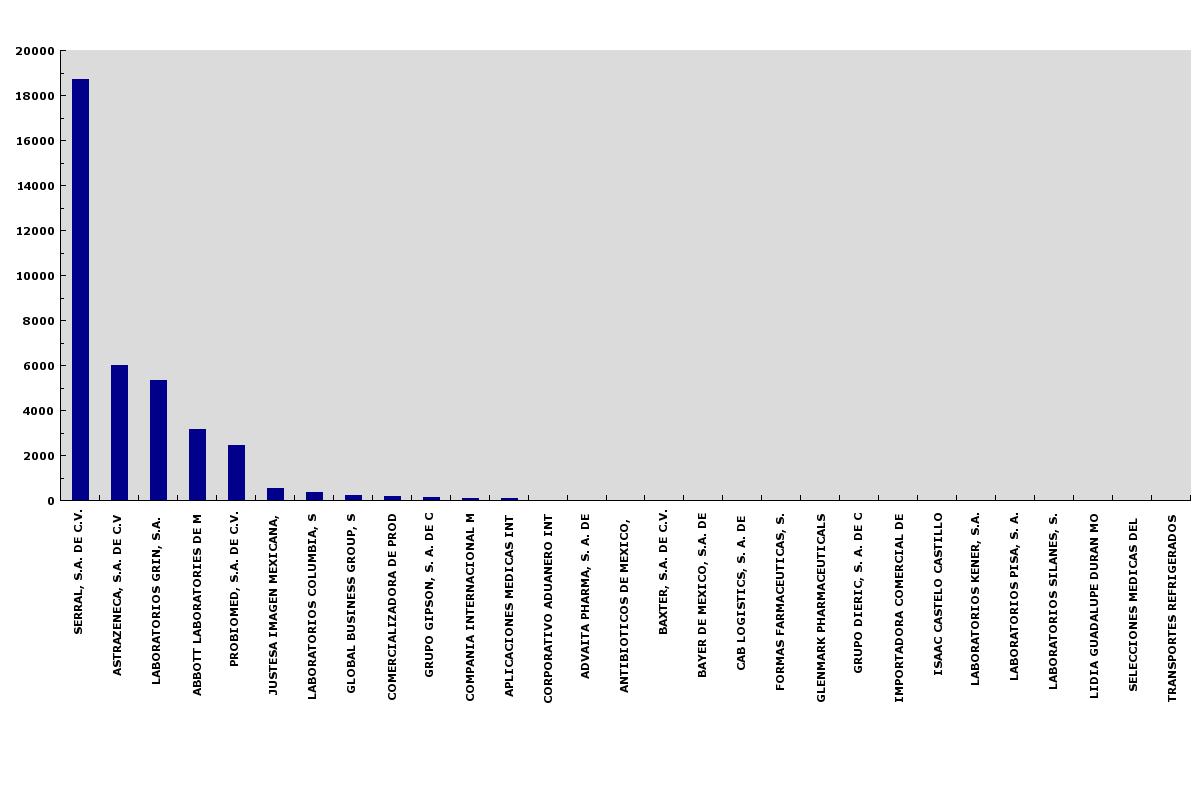 20000
18000
16000
14000
12000
10000
8000
6000
4000
2000
0
SERRAL, S.A. DE C.V.
ASTRAZENECA, S.A. DE C.V
LABORATORIOS GRIN, S.A.
ABBOTT LABORATORIES DE M
PROBIOMED, S.A. DE C.V.
JUSTESA IMAGEN MEXICANA,
LABORATORIOS COLUMBIA, S
GLOBAL BUSINESS GROUP, S
COMERCIALIZADORA DE PROD
GRUPO GIPSON, S. A. DE C
COMPANIA INTERNACIONAL M
APLICACIONES MEDICAS INT
CORPORATIVO ADUANERO INT
ADVAITA PHARMA, S. A. DE
ANTIBIOTICOS DE MEXICO,
BAXTER, S.A. DE C.V.
BAYER DE MEXICO, S.A. DE
CAB LOGISTICS, S. A. DE
FORMAS FARMACEUTICAS, S.
GLENMARK PHARMACEUTICALS
GRUPO DIERIC, S. A. DE C
IMPORTADORA COMERCIAL DE
ISAAC CASTELO CASTILLO
LABORATORIOS KENER, S.A.
LABORATORIOS PISA, S. A.
LABORATORIOS SILANES, S.
LIDIA GUADALUPE DURAN MO
SELECCIONES MEDICAS DEL
TRANSPORTES REFRIGERADOS